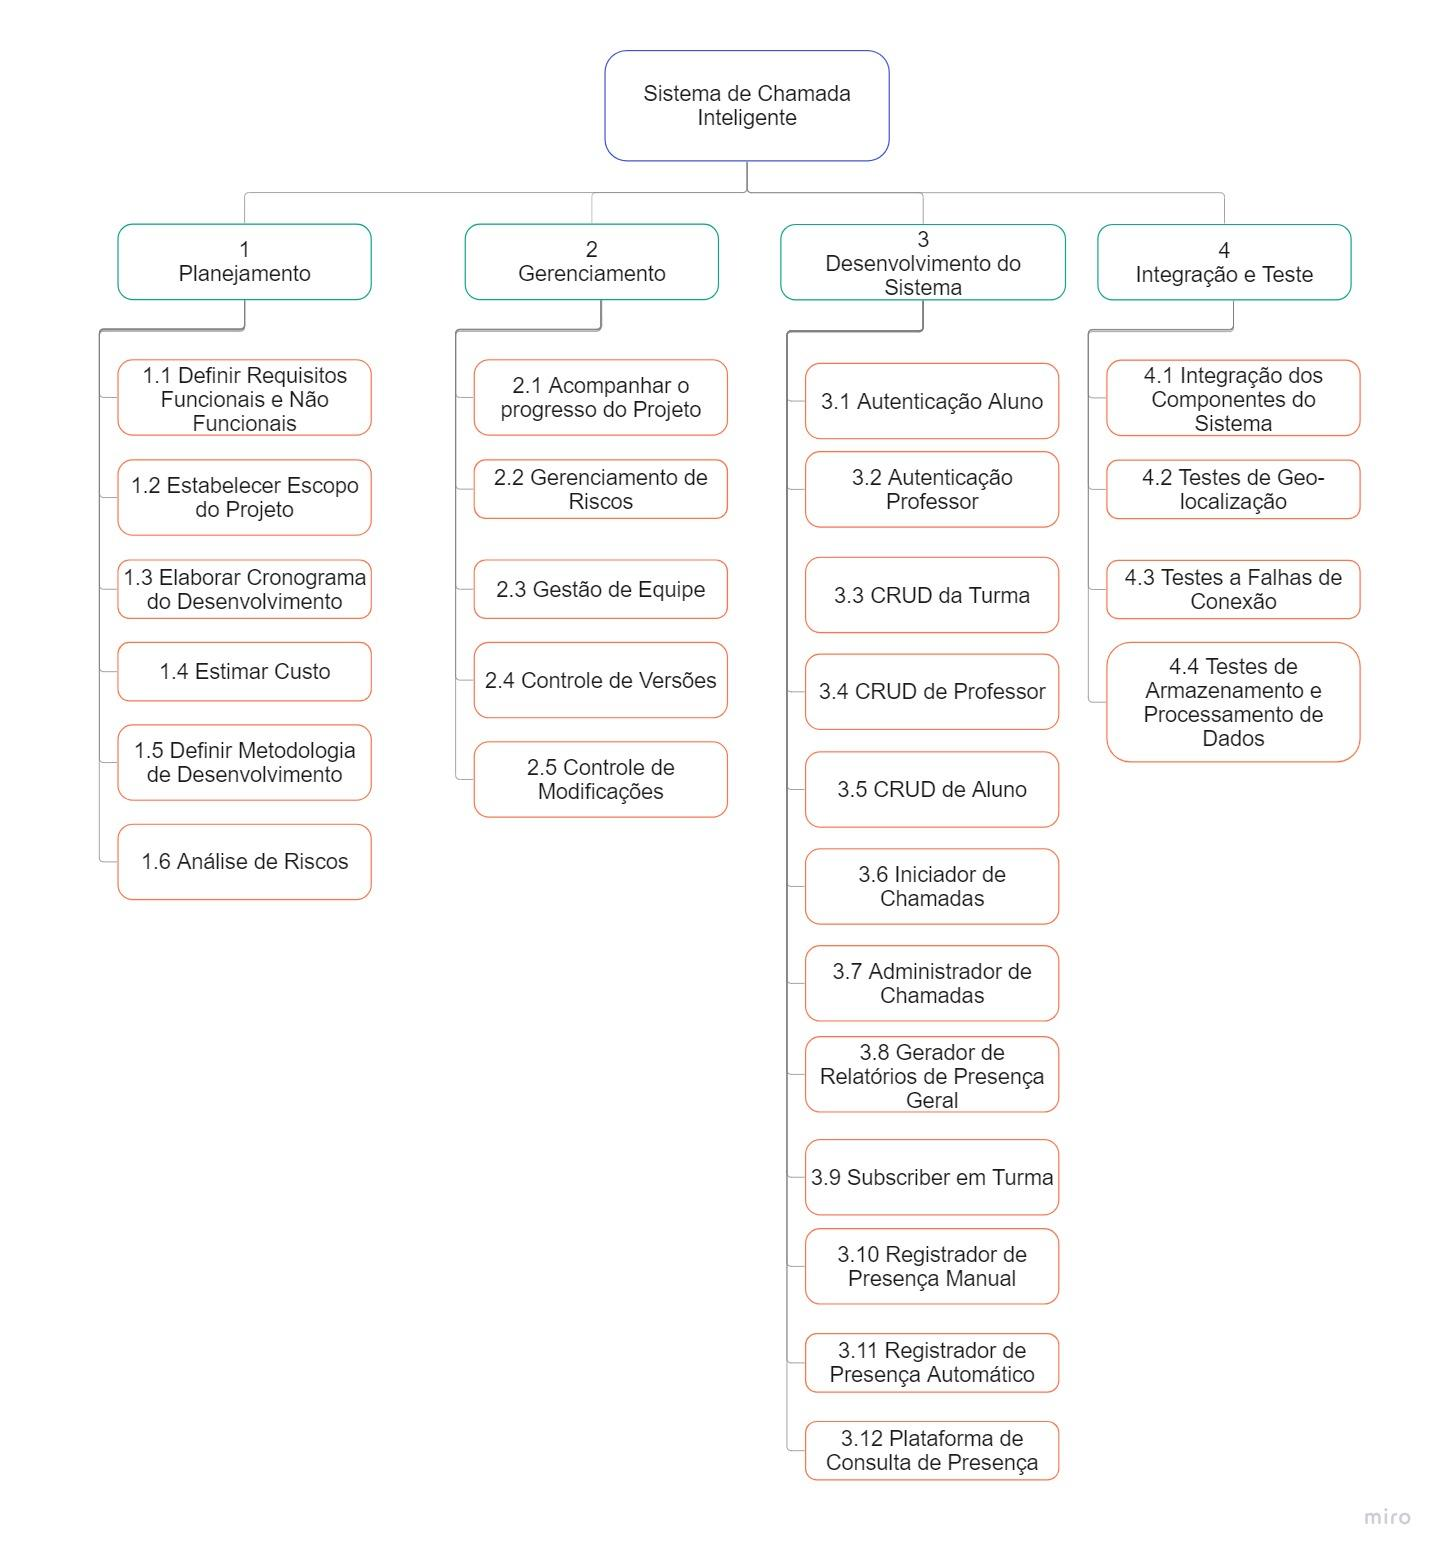 Sistema de Chamada
Inteligente
1
Planejamento
1.1 Definir Requisitos
Funcionais e Não
Funcionais
1.2 Estabelecer Escopo
do Projeto
1.3 Elaborar Cronograma
do Desenvolvimento
1.4 Estimar Custo
1.5 Definir Metodologia
de Desenvolvimento
1.6 Análise de Riscos
2
Gerenciamento
2.1 Acompanhar o
progresso do Projeto
2.2 Gerenciamento de
Riscos
2.3 Gestão de Equipe
2.4 Controle de Versões
2.5 Controle de
Modificações
3
Desenvolvimento do
Sistema
3.1 Autenticação Aluno
3.2 Autenticação
Professor
3.3 CRUD da Turma
3.4 CRUD de Professor
3.5 CRUD de Aluno
3.6 Iniciador de
Chamadas
3.7 Administrador de
Chamadas
3.8 Gerador de
Relatórios de Presença
Geral
3.9 Subscriber em Turma
3.10 Registrador de
Presença Manual
3.11 Registrador de
Presença Automático
3.12 Plataforma de
Consulta de Presença
4
Integração e Teste
4.1 Integração dos
Componentes do
Sistema
4.2 Testes de Geo-
localização
4.3 Testes a Falhas de
Conexão
4.4 Testes de
Armazenamento e
Processamento de
Dados
miro